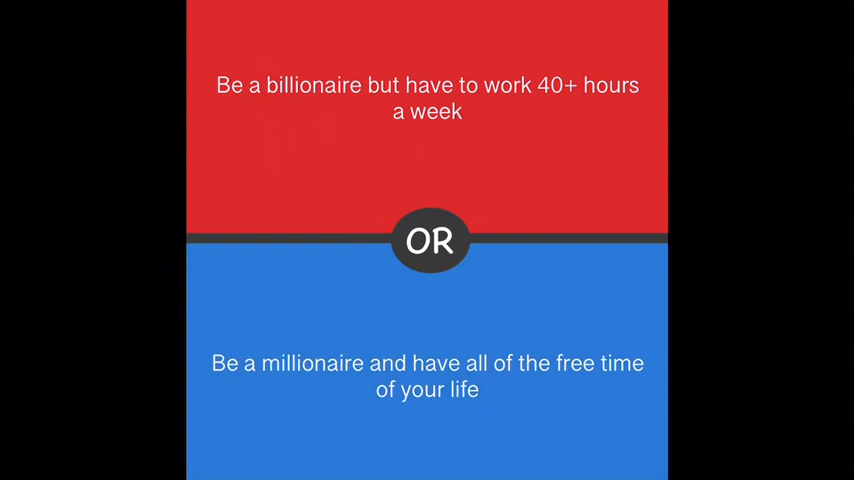 Be a billionaire but have to work 40+ hours
a week
OR
Be a millionaire and have all of the free time
of your life